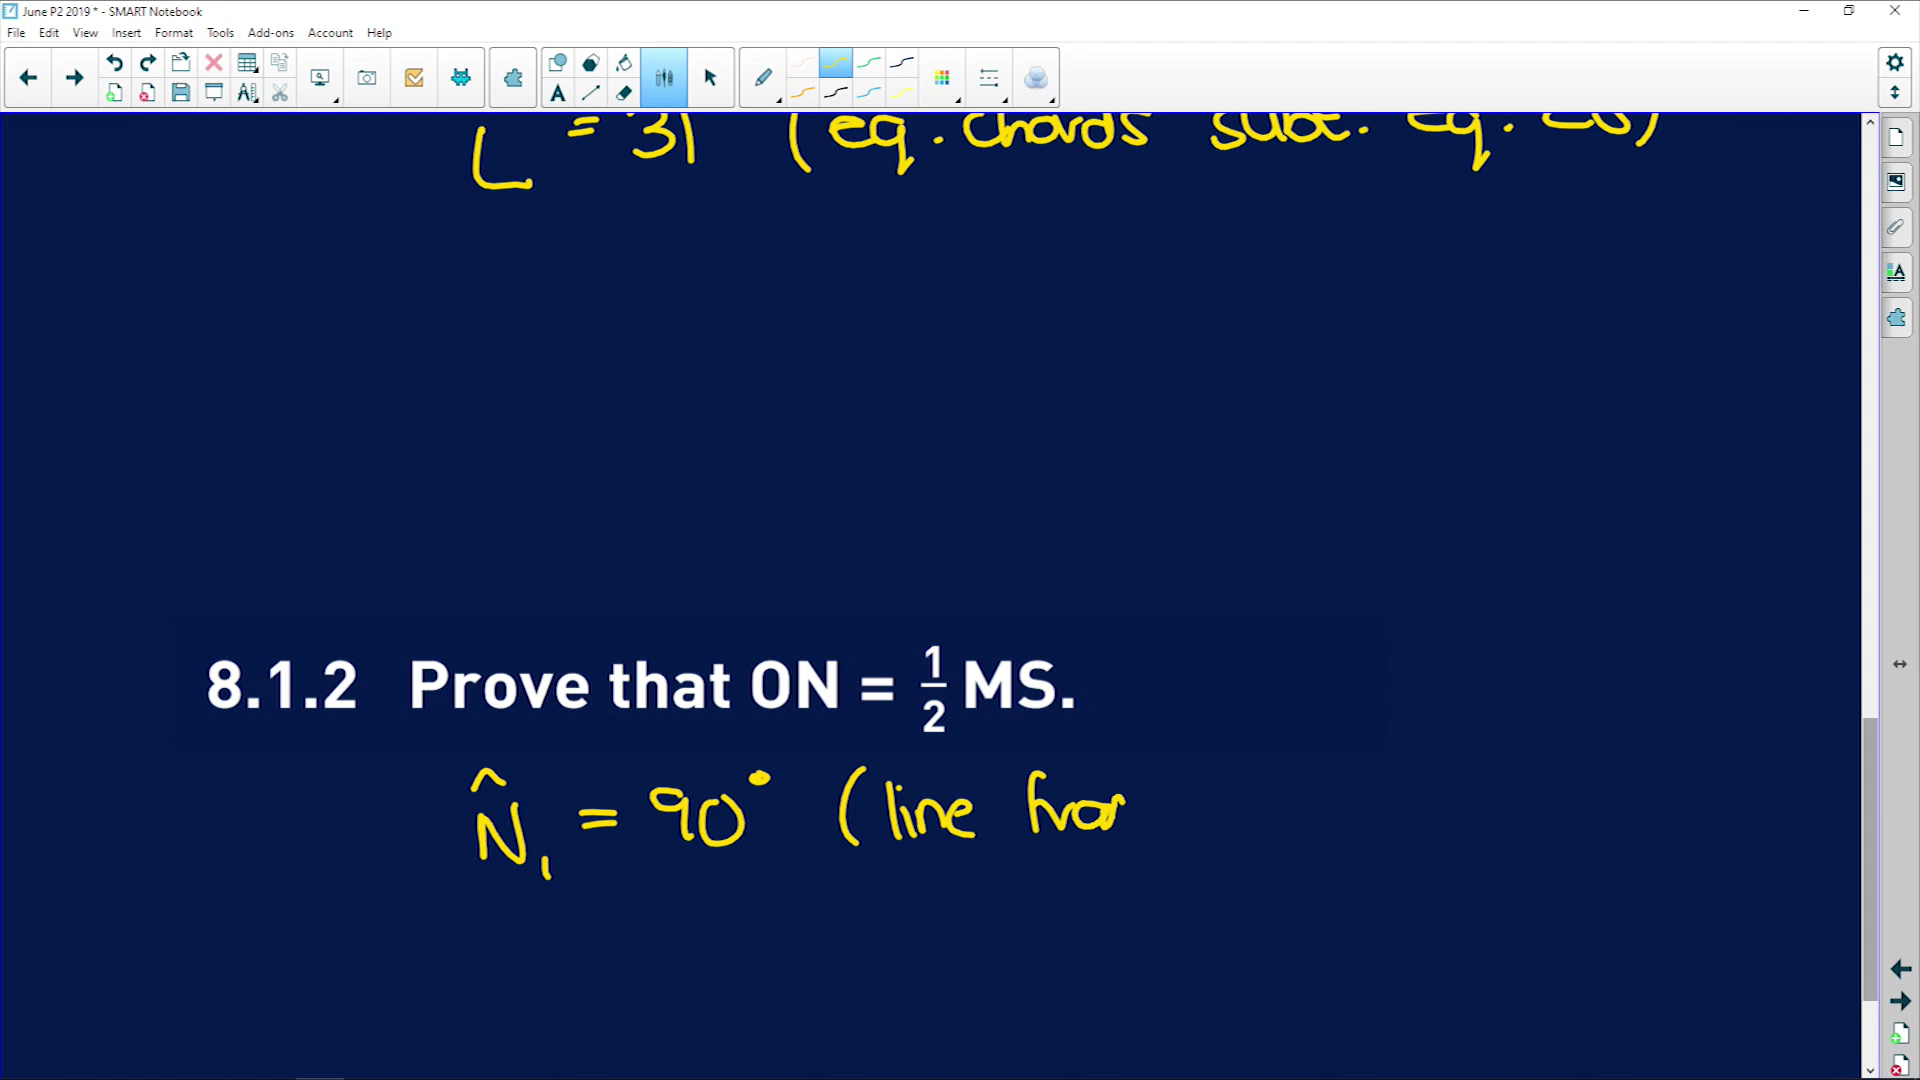 June P2 2019 * - SMART Notebook
File Edit View Insert Format Tools Add-ons Account Help
= 31 (eq. chords subt. eq. ∠s)
8.1.2 Prove that ON = 1/2 MS.
N̂₁ = 90° (line from